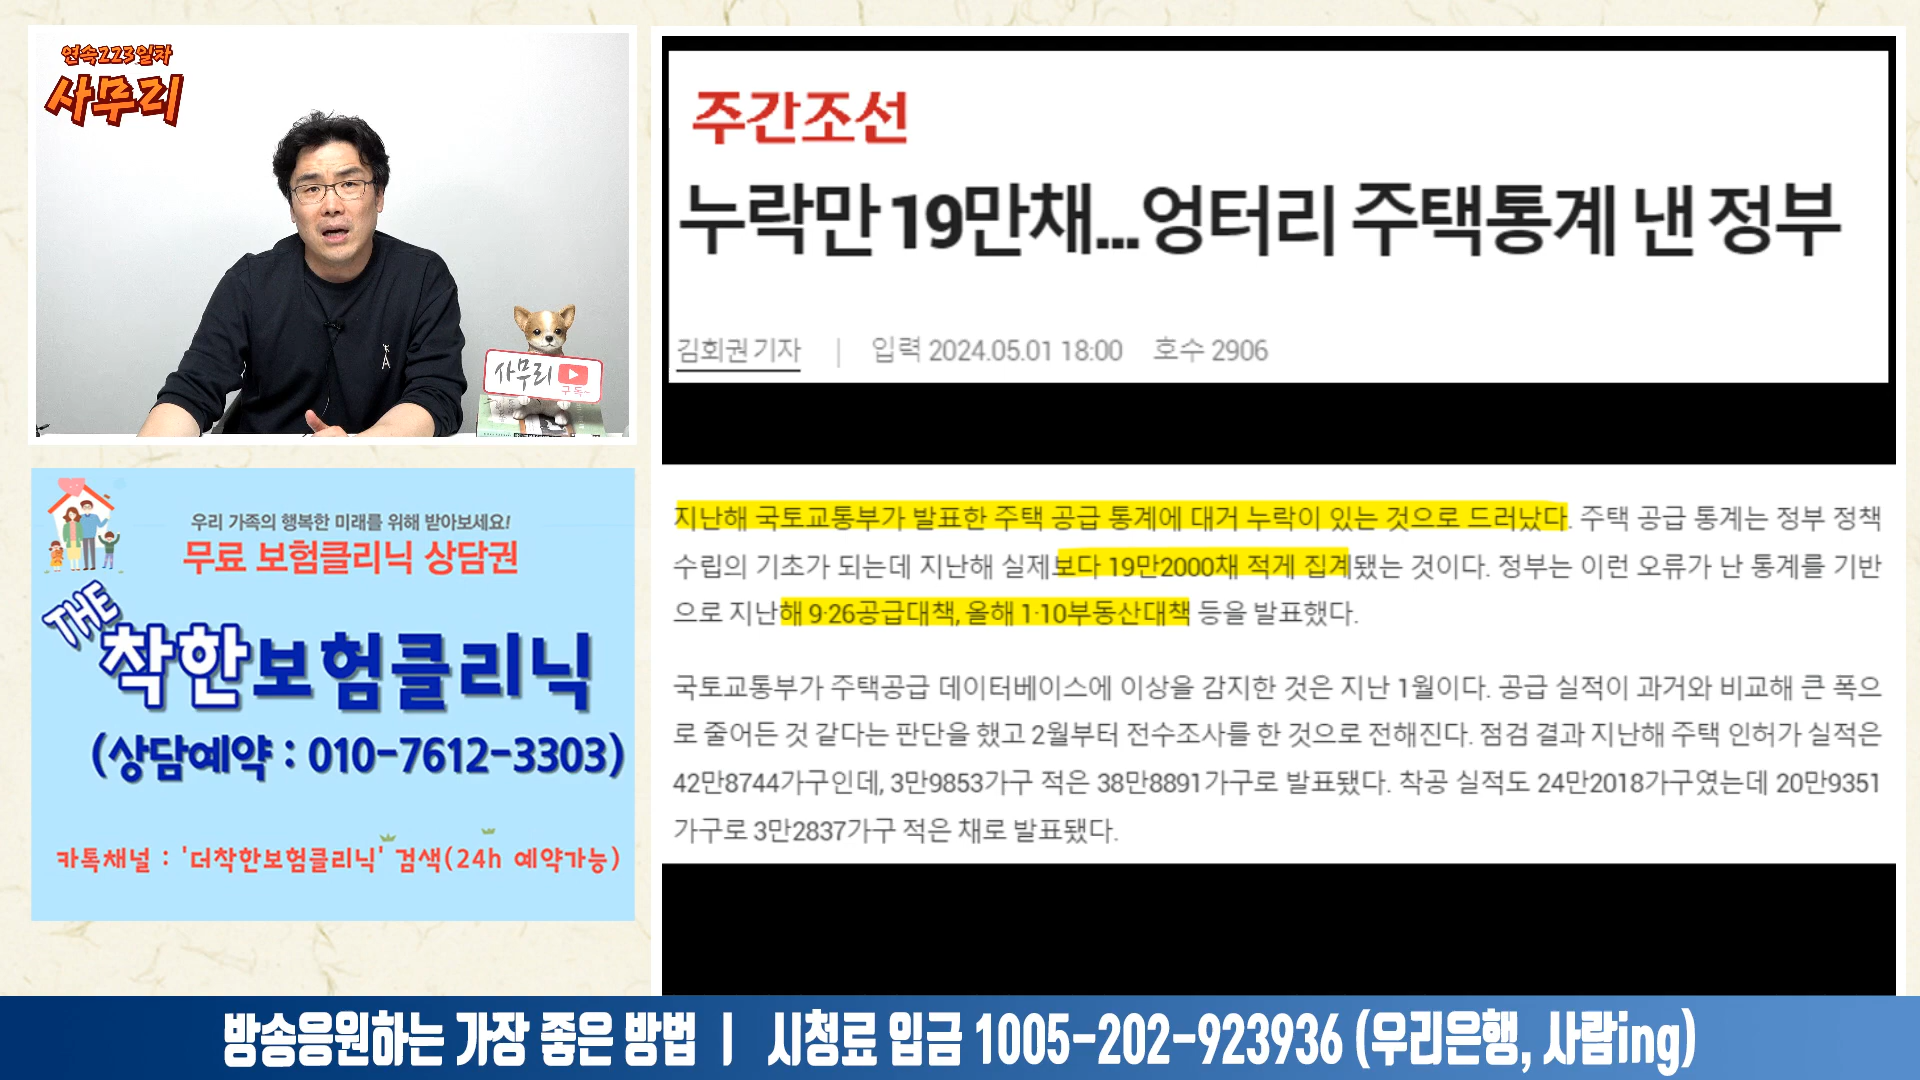 연속223일차
사무리
사무리
구독~
우리 가족의 행복한 미래를 위해 받아보세요!
무료 보험클리닉 상담권
THE
착한보험클리닉
(상담예약 : 010-7612-3303)
카톡채널 : '더착한보험클리닉' 검색(24h 예약가능)
주간조선
누락만 19만채... 엉터리 주택통계 낸 정부
김회권 기자 | 입력 2024.05.01 18:00 호수 2906
지난해 국토교통부가 발표한 주택 공급 통계에 대거 누락이 있는 것으로 드러났다. 주택 공급 통계는 정부 정책
수립의 기초가 되는데 지난해 실제보다 19만2000채 적게 집계됐는 것이다. 정부는 이런 오류가 난 통계를 기반
으로 지난해 9·26공급대책, 올해 1·10부동산대책 등을 발표했다.
국토교통부가 주택공급 데이터베이스에 이상을 감지한 것은 지난 1월이다. 공급 실적이 과거와 비교해 큰 폭으
로 줄어든 것 같다는 판단을 했고 2월부터 전수조사를 한 것으로 전해진다. 점검 결과 지난해 주택 인허가 실적은
42만8744가구인데, 3만9853가구 적은 38만8891가구로 발표됐다. 착공 실적도 24만2018가구였는데 20만9351
가구로 3만2837가구 적은 채로 발표됐다.
방송응원하는 가장 좋은 방법 | 시청료 입금 1005-202-923936 (우리은행, 사람ing)